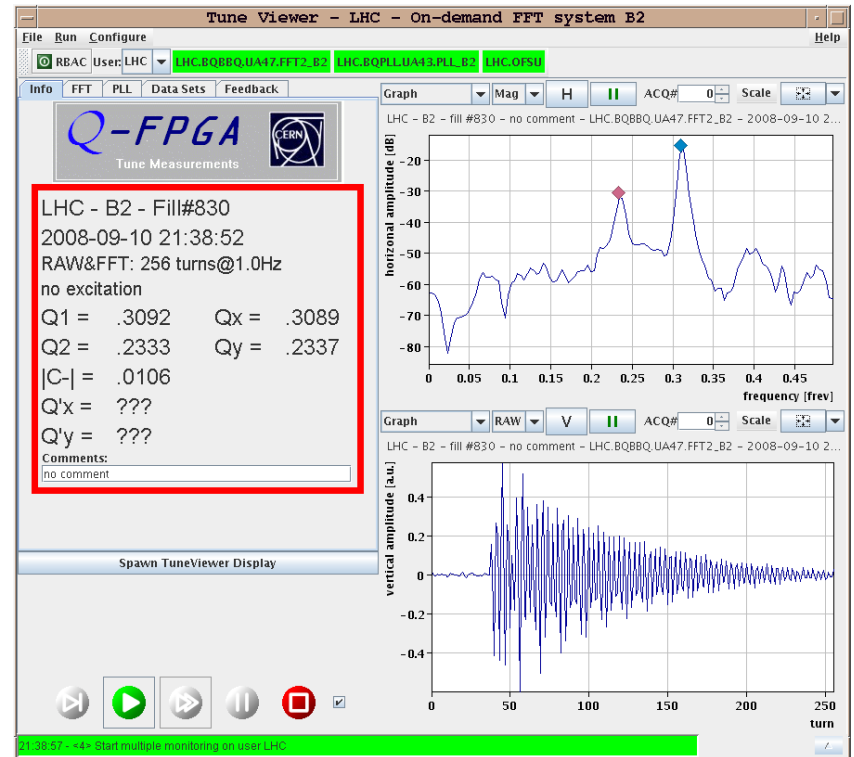 Tune Viewer - LHC - On-demand FFT system B2
File Run Configure Help
RBAC User: LHC LHC.BQBBQ.UA47.FFT2_B2 LHC.BQPLL.UA43.PLL_B2 LHC.OFSU
Info FFT PLL Data Sets Feedback
Q-FPGA
CERN
Tune Measurements
LHC - B2 - Fill#830
2008-09-10 21:38:52
RAW&FFT: 256 turns@1.0Hz
no excitation
Q1 = .3092 Qx = .3089
Q2 = .2333 Qy = .2337
|C-| = .0106
Q'x = ???
Q'y = ???
Comments:
no comment
Spawn TuneViewer Display
Graph Mag H ACQ# 0 Scale
LHC - B2 - fill #830 - no comment - LHC.BQBBQ.UA47.FFT2_B2 - 2008-09-10 2...
horizonal amplitude [dB]
-20
-30
-40
-50
-60
-70
-80
0 0.05 0.1 0.15 0.2 0.25 0.3 0.35 0.4 0.45
frequency [frev]
Graph RAW V ACQ# 0 Scale
LHC - B2 - fill #830 - no comment - LHC.BQBBQ.UA47.FFT2_B2 - 2008-09-10 2...
vertical amplitude [a.u.]
0.4
0.2
0
-0.2
-0.4
0 50 100 150 200 250
turn
21:38:57 - <4> Start multiple monitoring on user LHC